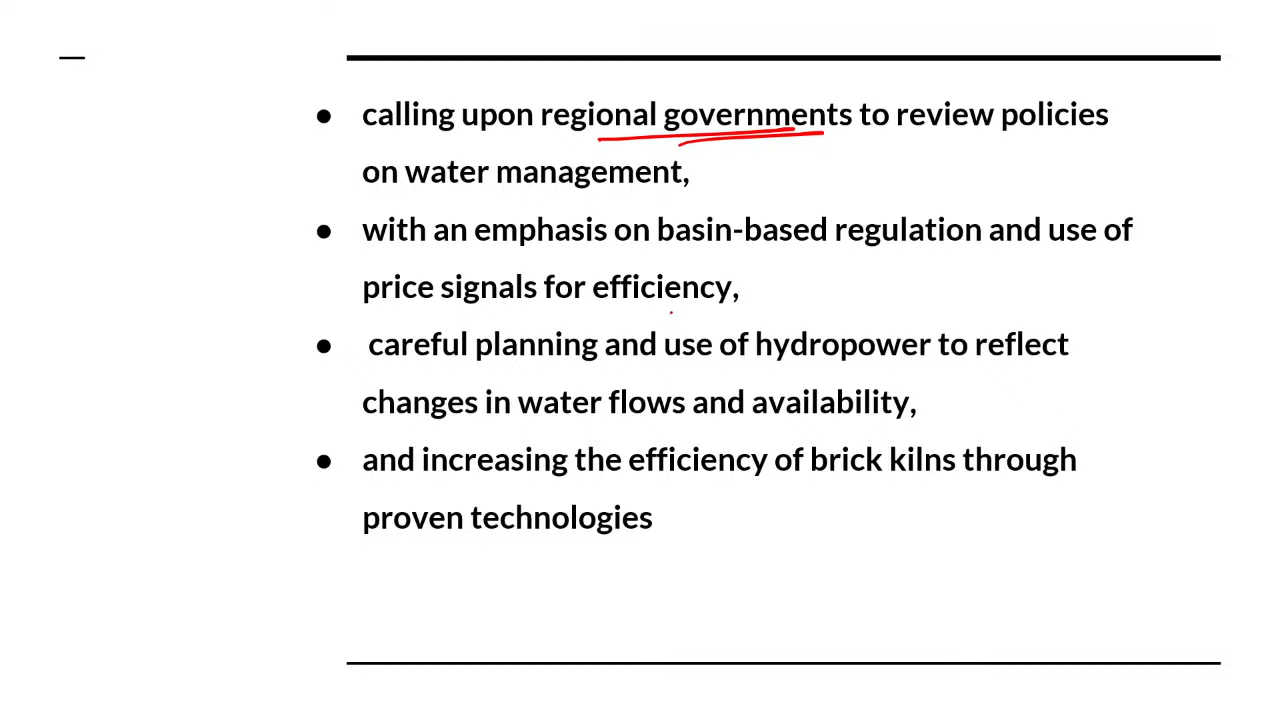 ● calling upon regional governments to review policies
on water management,
● with an emphasis on basin-based regulation and use of
price signals for efficiency,
● careful planning and use of hydropower to reflect
changes in water flows and availability,
● and increasing the efficiency of brick kilns through
proven technologies